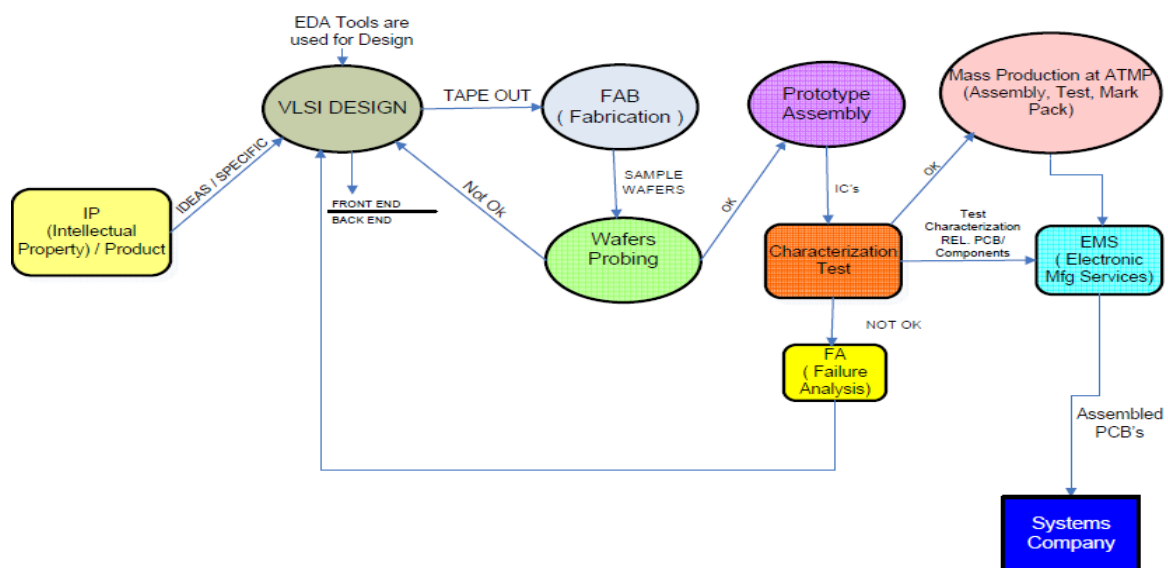 EDA Tools are
used for Design
VLSI DESIGN
TAPE OUT
FAB
( Fabrication )
Prototype
Assembly
Mass Production at ATMP
(Assembly, Test, Mark
Pack)
IDEAS / SPECIFIC
Not Ok
SAMPLE
WAFERS
OK
IC's
OK
FRONT END
BACK END
IP
(Intellectual
Property) / Product
Wafers
Probing
Characterization
Test
Test
Characterization
REL. PCB/
Components
EMS
( Electronic
Mfg Services)
NOT OK
FA
( Failure
Analysis)
Assembled
PCB's
Systems
Company